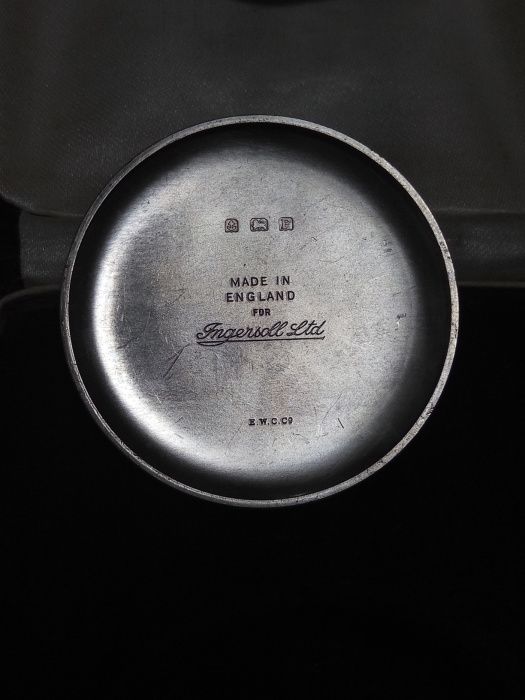 MADE IN
ENGLAND
FOR
Ingersoll Ltd
E.W.C.Co